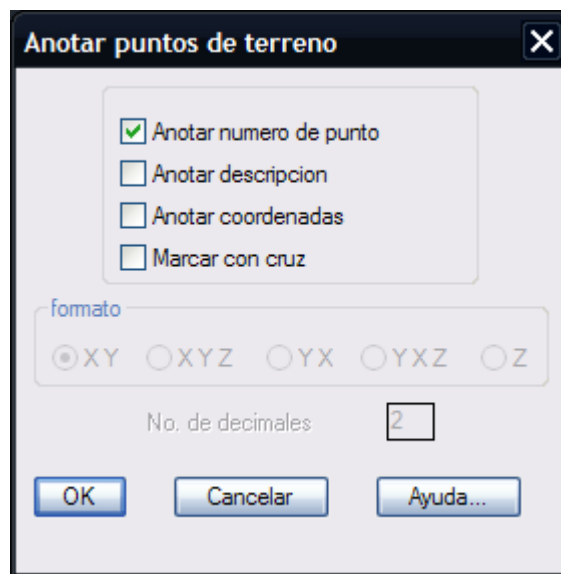 Anotar puntos de terreno
Anotar numero de punto
Anotar descripcion
Anotar coordenadas
Marcar con cruz
formato
XY XYZ YX YXZ Z
No. de decimales 2
OK Cancelar Ayuda...